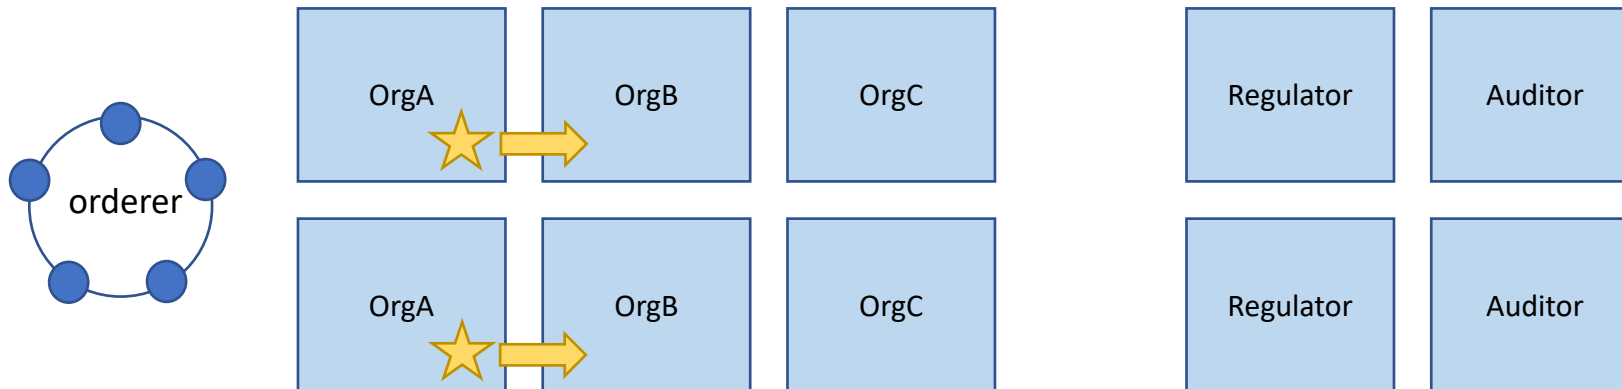 OrgA
OrgB
OrgC
Regulator
Auditor
orderer
OrgA
OrgB
OrgC
Regulator
Auditor